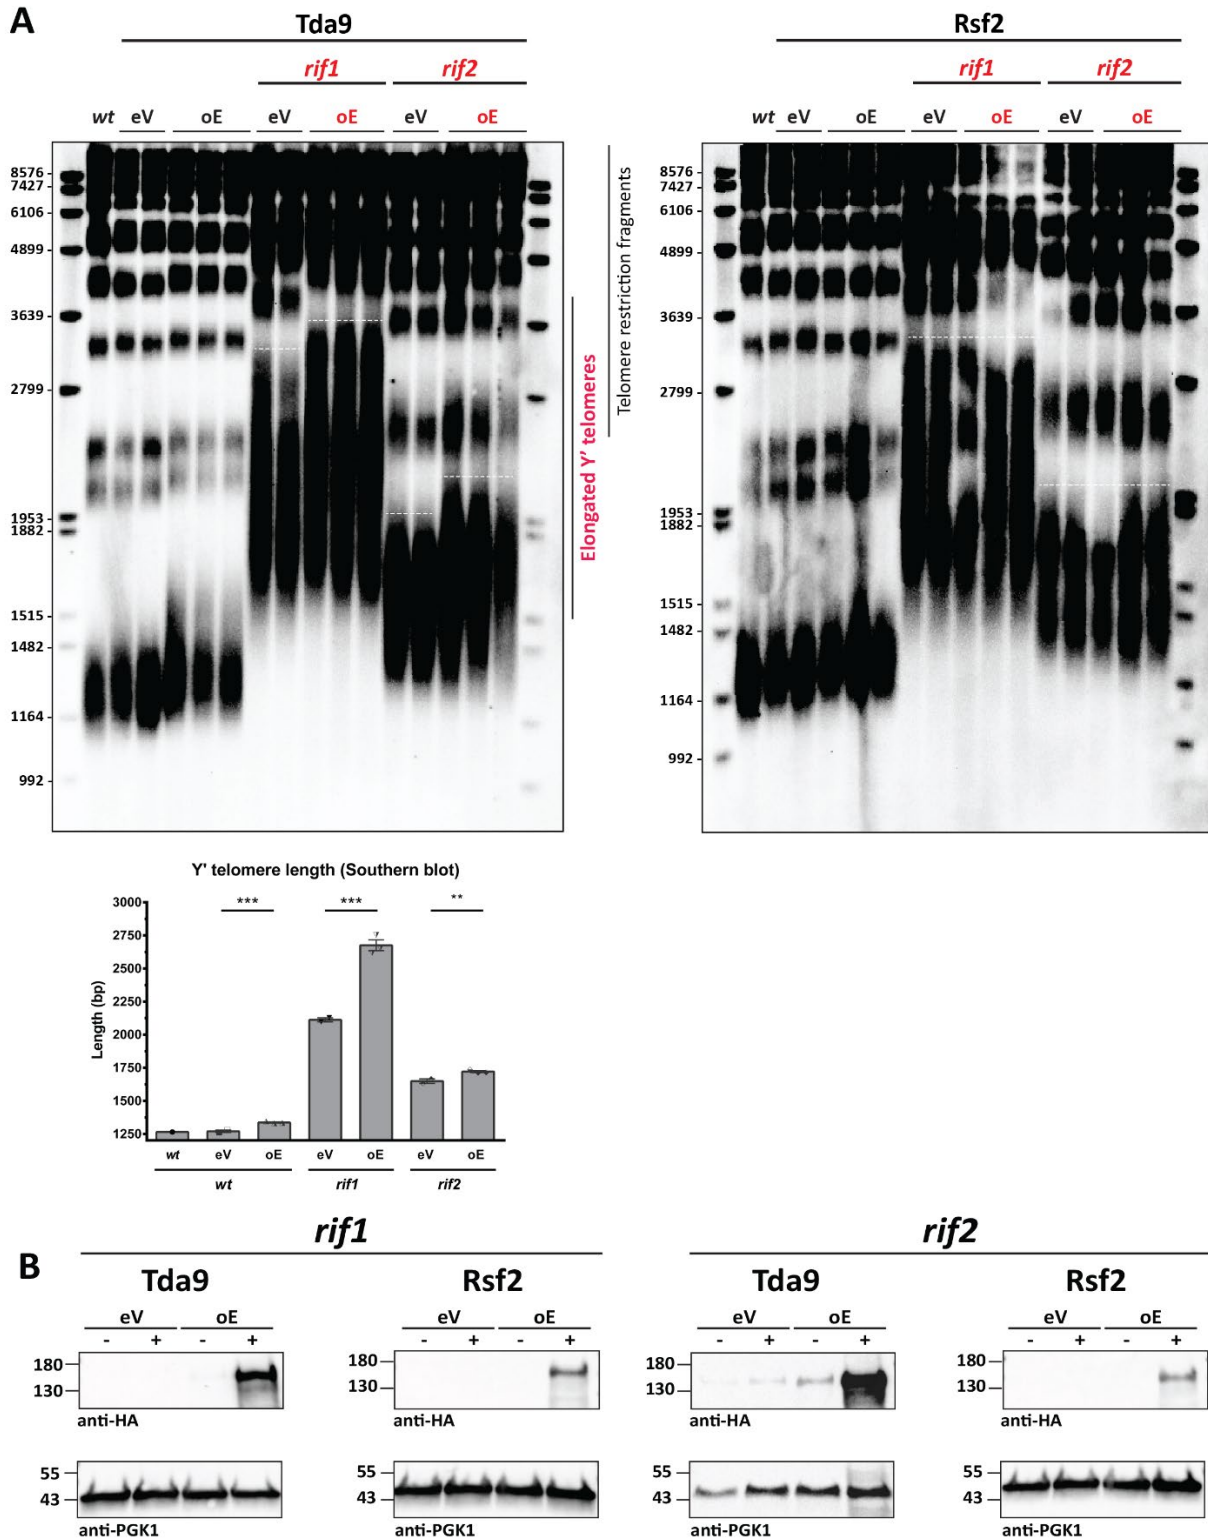 A
Tda9
rif1
rif2
wt eV oE eV oE eV oE
8576
7427
6106
4899
3639
2799
1953
1882
1515
1482
1164
992
Elongated Y' telomeres
Telomere restriction fragments
Rsf2
rif1
rif2
wt eV oE eV oE eV oE
8576
7427
6106
4899
3639
2799
1953
1882
1515
1482
1164
992
Y' telomere length (Southern blot)
Length (bp)
3000
2750
2500
2250
2000
1750
1500
1250
*** *** **
wt eV oE eV oE eV oE
wt rif1 rif2
B
rif1
Tda9
eV oE
- + - +
180
130
anti-HA
55
43
anti-PGK1
Rsf2
eV oE
- + - +
180
130
anti-HA
55
43
anti-PGK1
rif2
Tda9
eV oE
- + - +
180
130
anti-HA
55
43
anti-PGK1
Rsf2
eV oE
- + - +
180
130
anti-HA
55
43
anti-PGK1